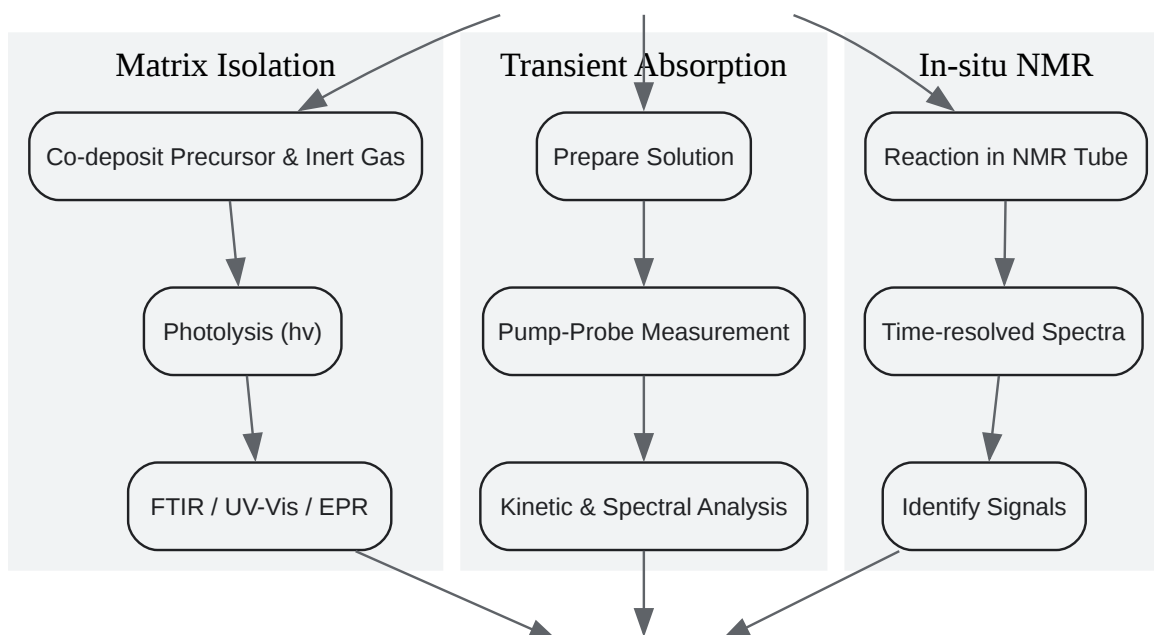 Matrix Isolation
Transient Absorption
In-situ NMR
Co-deposit Precursor & Inert Gas
Prepare Solution
Reaction in NMR Tube
Photolysis (hv)
Pump-Probe Measurement
Time-resolved Spectra
FTIR / UV-Vis / EPR
Kinetic & Spectral Analysis
Identify Signals